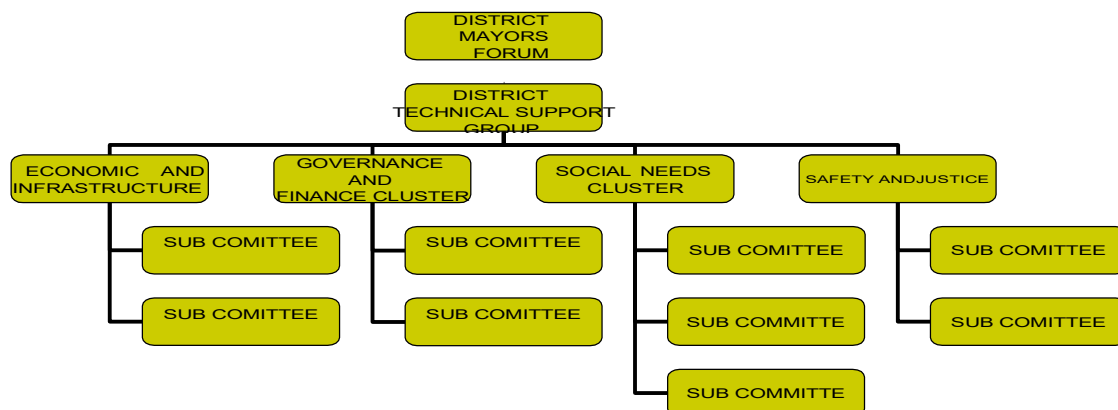 DISTRICT
MAYORS
FORUM
DISTRICT
TECHNICAL SUPPORT
GROUP
ECONOMIC AND
INFRASTRUCTURE
GOVERNANCE
AND
FINANCE CLUSTER
SOCIAL NEEDS
CLUSTER
SAFETY ANDJUSTICE
SUB COMITTEE
SUB COMITTEE
SUB COMITTEE
SUB COMITTEE
SUB COMITTEE
SUB COMMITTE
SUB COMMITTE
SUB COMITTEE
SUB COMITTEE